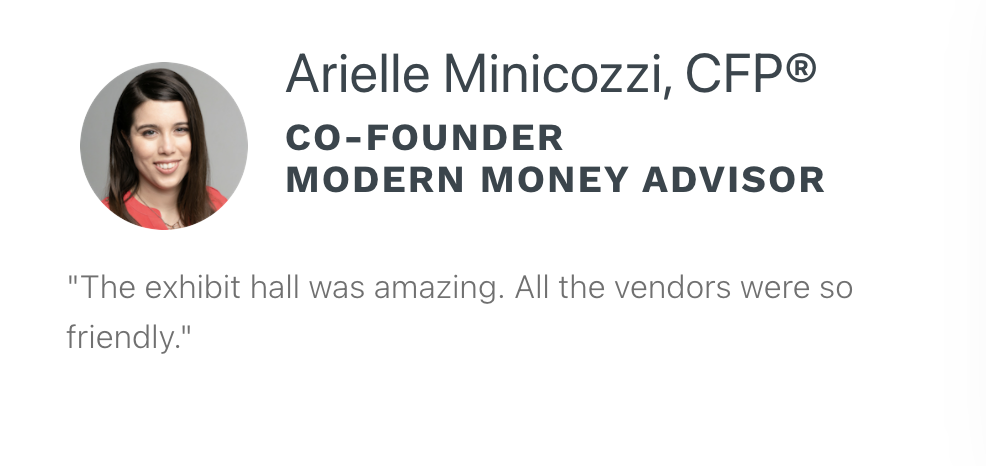 Arielle Minicozzi, CFP®
CO-FOUNDER
MODERN MONEY ADVISOR
"The exhibit hall was amazing. All the vendors were so
friendly."